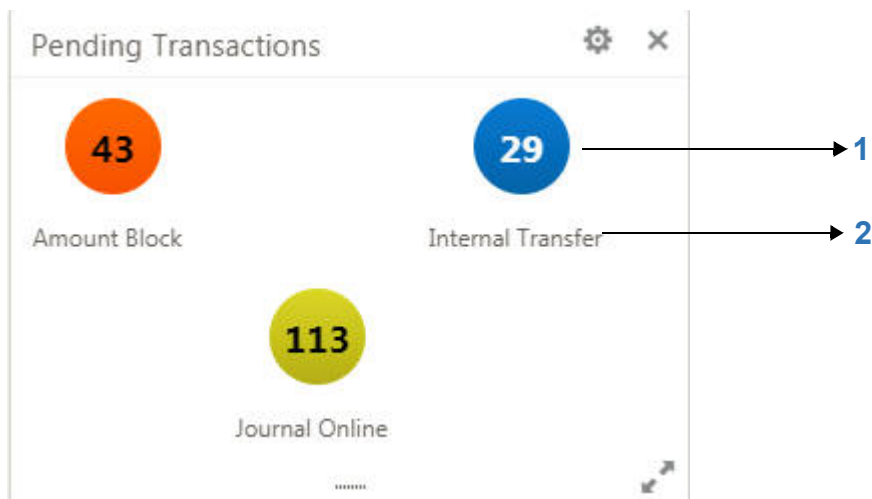 Pending Transactions
43
29
1
Amount Block
Internal Transfer
2
113
Journal Online